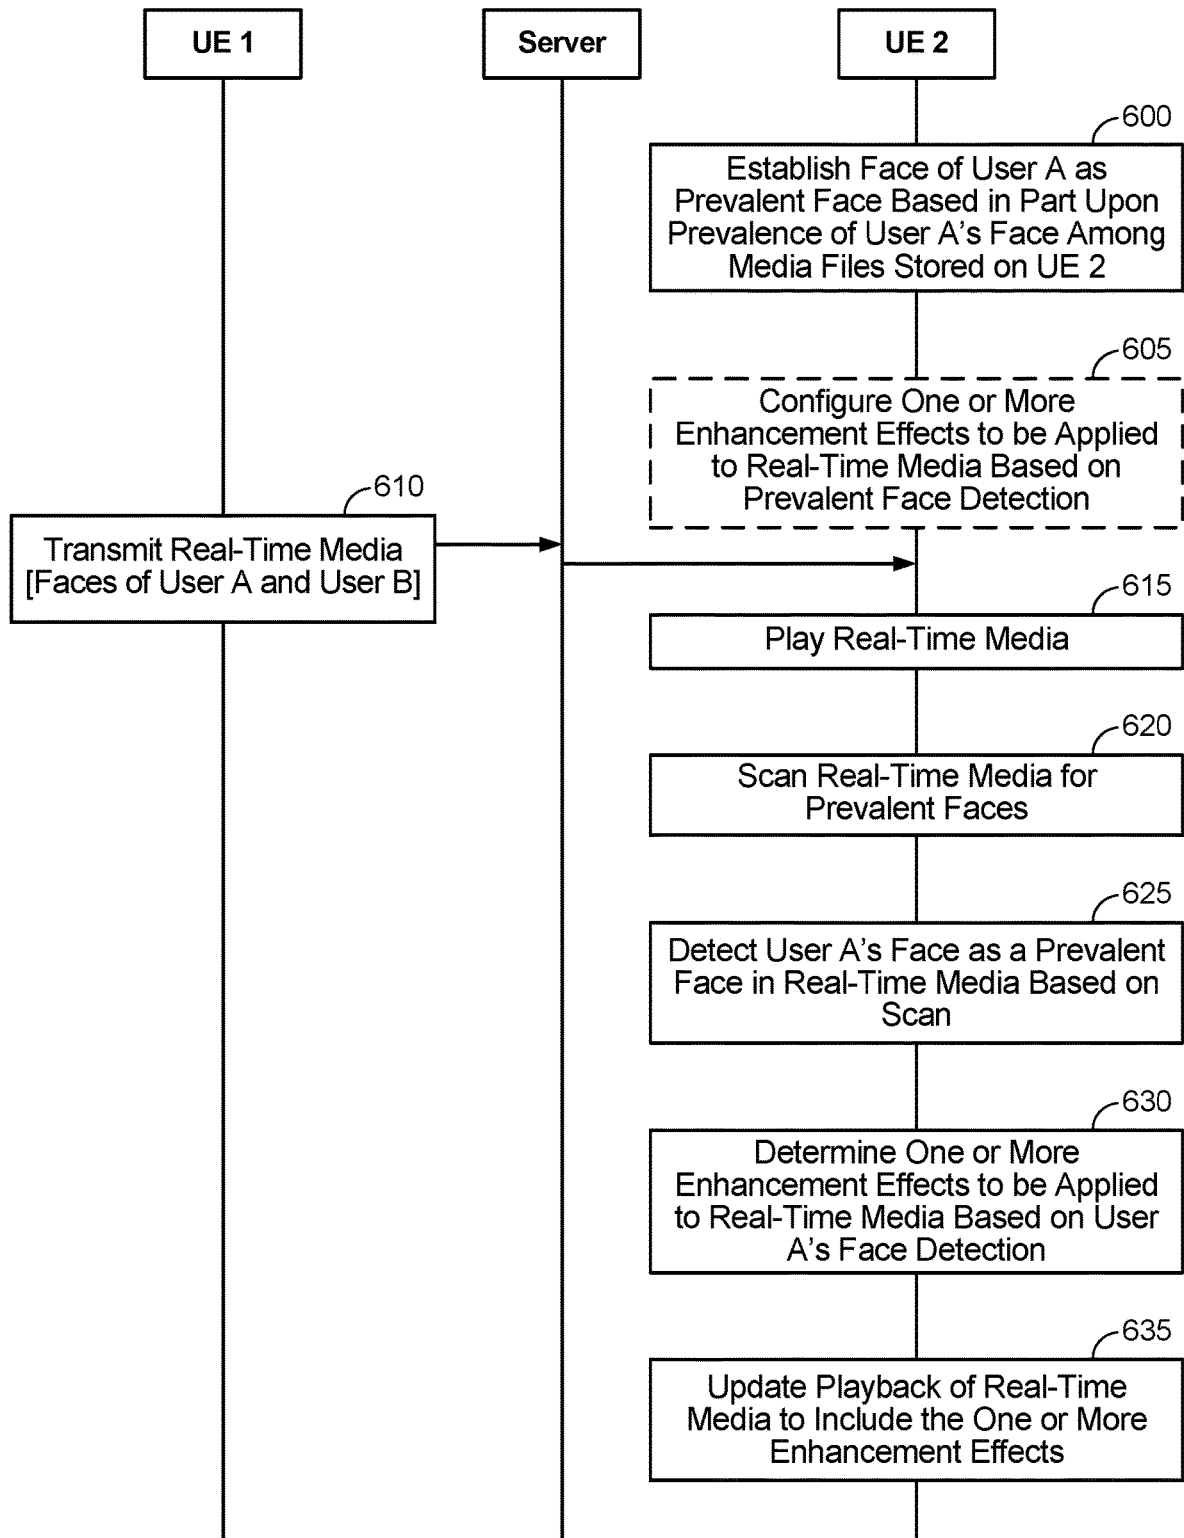 UE 1
Server
UE 2
600
Establish Face of User A as
Prevalent Face Based in Part Upon
Prevalence of User A's Face Among
Media Files Stored on UE 2
605
Configure One or More
Enhancement Effects to be Applied
to Real-Time Media Based on
Prevalent Face Detection
610
Transmit Real-Time Media
[Faces of User A and User B]
615
Play Real-Time Media
620
Scan Real-Time Media for
Prevalent Faces
625
Detect User A's Face as a Prevalent
Face in Real-Time Media Based on
Scan
630
Determine One or More
Enhancement Effects to be Applied
to Real-Time Media Based on User
A's Face Detection
635
Update Playback of Real-Time
Media to Include the One or More
Enhancement Effects